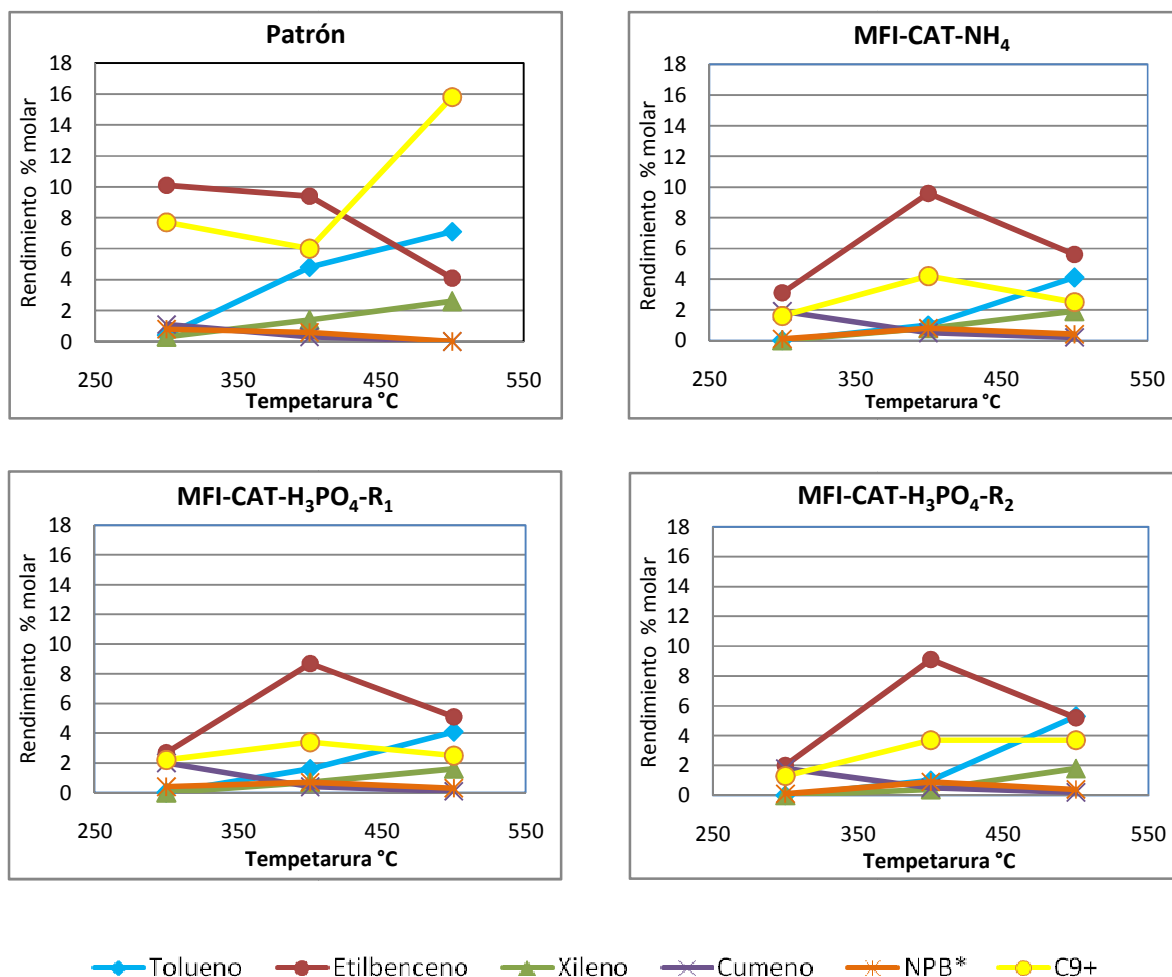 Patrón
Rendimiento % molar
18
16
14
12
10
8
6
4
2
0
250 350 450 550
Tempetarura °C
MFI-CAT-NH₄
Rendimiento % molar
18
16
14
12
10
8
6
4
2
0
250 350 450 550
Tempetarura °C
MFI-CAT-H₃PO₄-R₁
Rendimiento % molar
18
16
14
12
10
8
6
4
2
0
250 350 450 550
Tempetarura °C
MFI-CAT-H₃PO₄-R₂
Rendimiento % molar
18
16
14
12
10
8
6
4
2
0
250 350 450 550
Tempetarura °C
Tolueno Etilbenceno Xileno Cumeno NPB* C9+